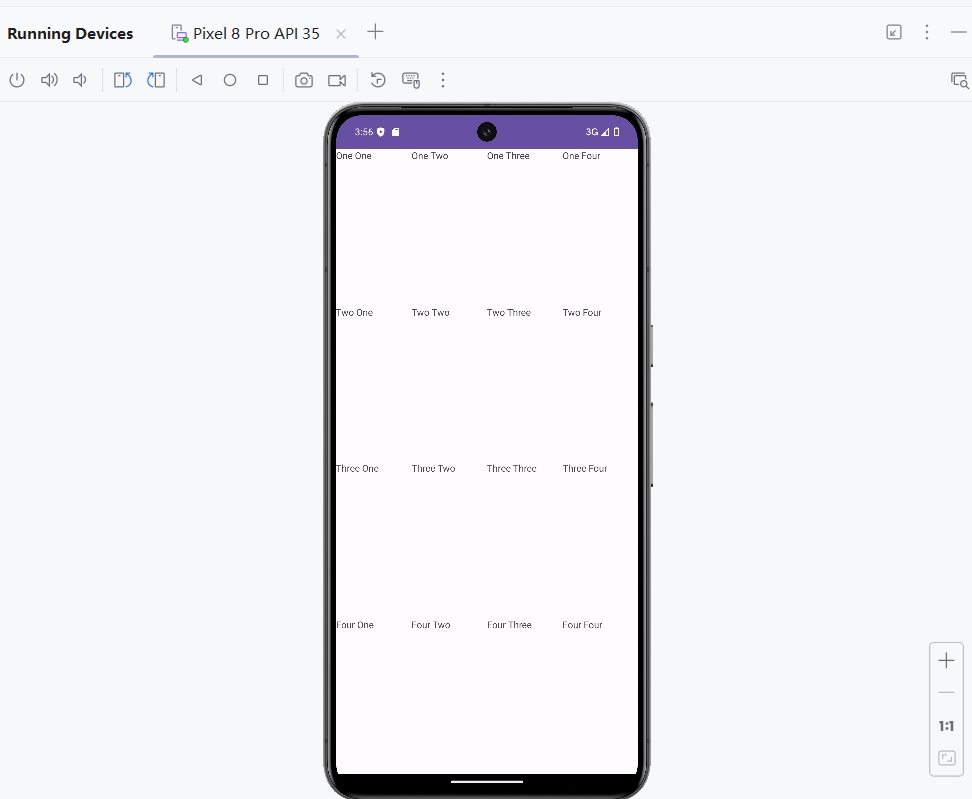 Running Devices Pixel 8 Pro API 35
3:56 3G
One One One Two One Three One Four
Two One Two Two Two Three Two Four
Three One Three Two Three Three Three Four
Four One Four Two Four Three Four Four
1:1